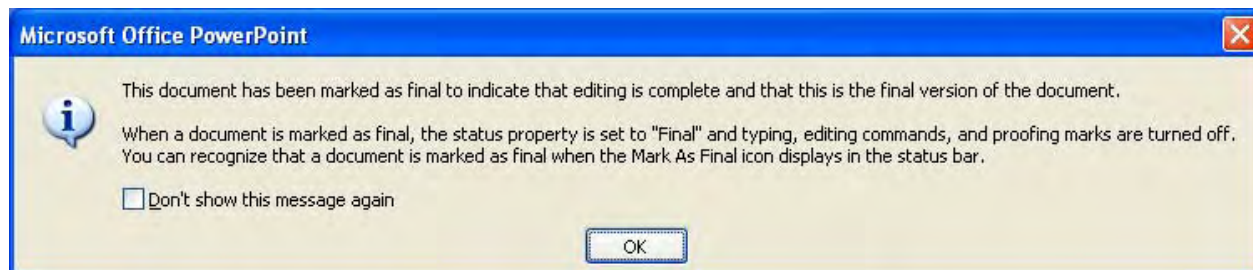 Microsoft Office PowerPoint
This document has been marked as final to indicate that editing is complete and that this is the final version of the document.
When a document is marked as final, the status property is set to "Final" and typing, editing commands, and proofing marks are turned off.
You can recognize that a document is marked as final when the Mark As Final icon displays in the status bar.
Don't show this message again
OK